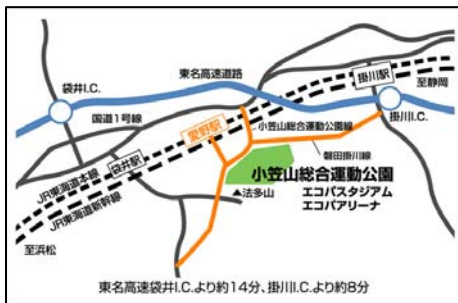 掛川駅
至静岡
東名高速道路
袋井I.C.
国道1号線
愛野駅
小笠山総合運動公園線
掛川I.C.
袋井駅
磐田掛川線
小笠山総合運動公園
エコパスタジアム
エコパアリーナ
▲法多山
JR東海道本線
JR東海道新幹線
至浜松
東名高速袋井I.C.より約14分、掛川I.C.より約8分